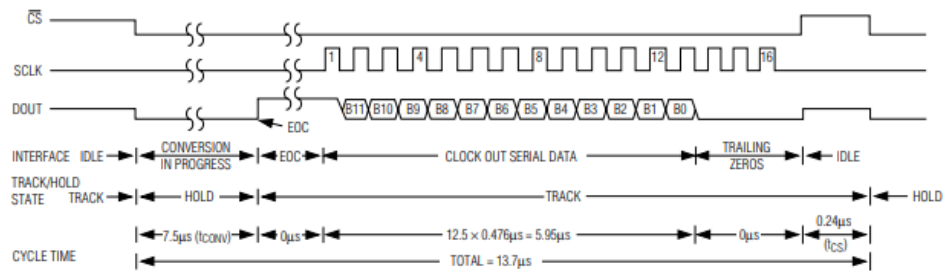 CS
SCLK 1 4 8 12 16
DOUT B11 B10 B9 B8 B7 B6 B5 B4 B3 B2 B1 B0
EOC
INTERFACE IDLE CONVERSION IN PROGRESS EOC CLOCK OUT SERIAL DATA TRAILING ZEROS IDLE
TRACK/HOLD
STATE TRACK HOLD TRACK HOLD
7.5µs (tCONV) 0µs 12.5 × 0.476µs = 5.95µs 0µs 0.24µs (tCS)
CYCLE TIME
TOTAL = 13.7µs